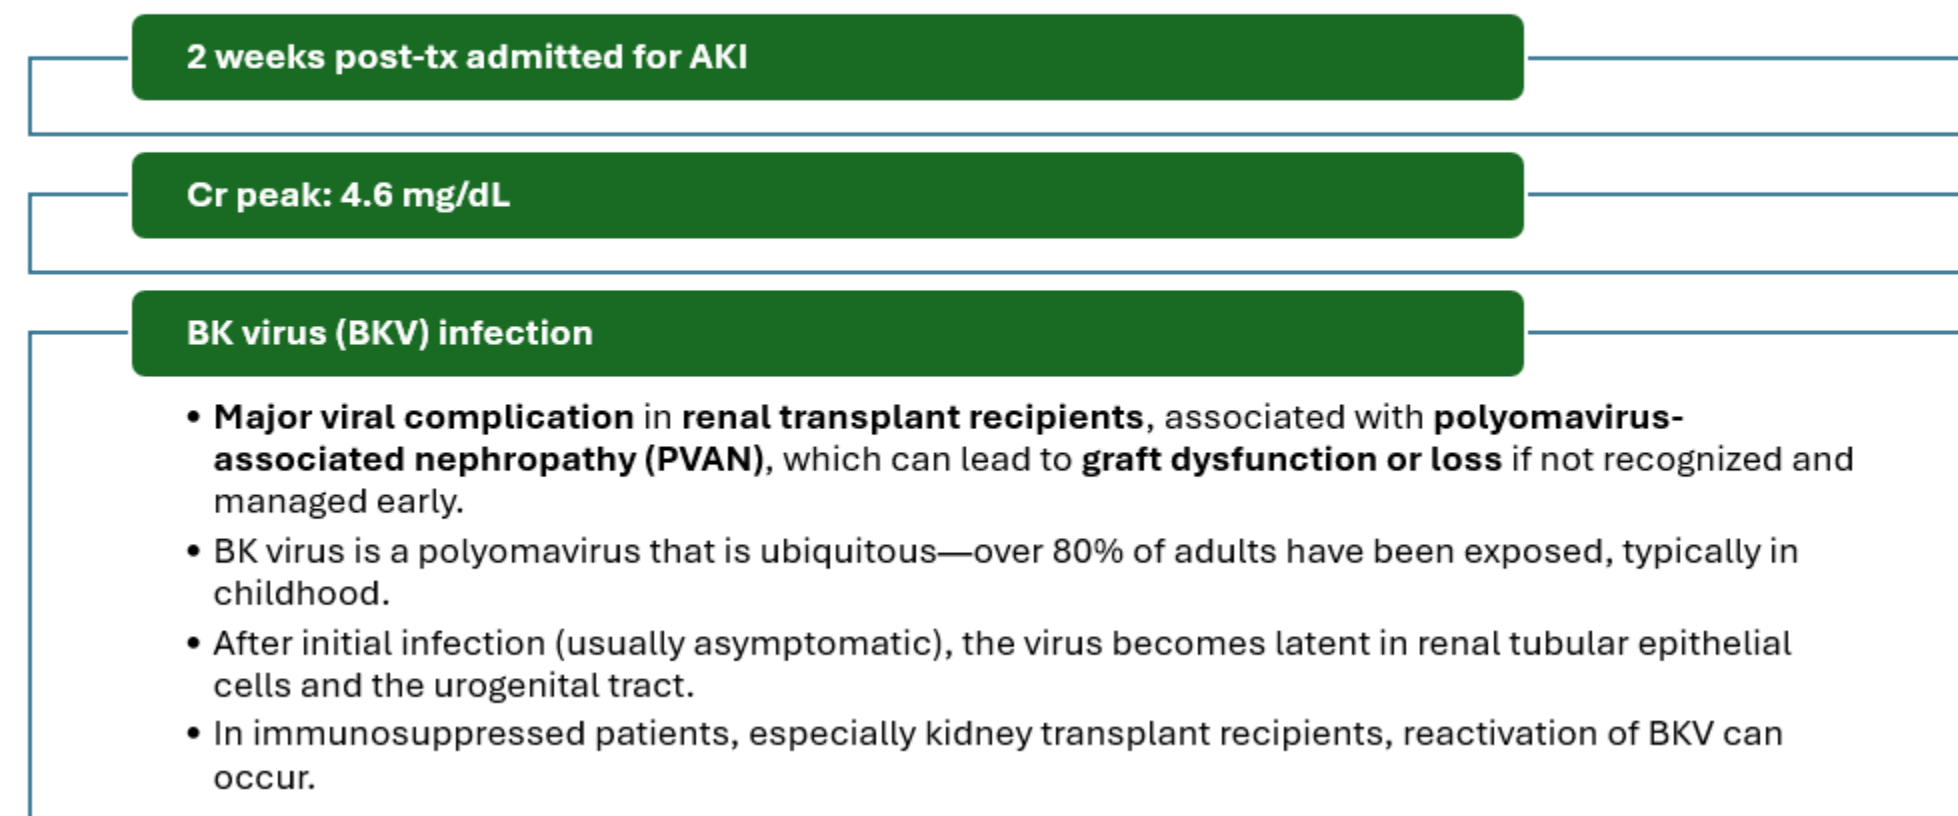 2 weeks post-tx admitted for AKI
Cr peak: 4.6 mg/dL
BK virus (BKV) infection
• Major viral complication in renal transplant recipients, associated with polyomavirus-
associated nephropathy (PVAN), which can lead to graft dysfunction or loss if not recognized and
managed early.
• BK virus is a polyomavirus that is ubiquitous—over 80% of adults have been exposed, typically in
childhood.
• After initial infection (usually asymptomatic), the virus becomes latent in renal tubular epithelial
cells and the urogenital tract.
• In immunosuppressed patients, especially kidney transplant recipients, reactivation of BKV can
occur.